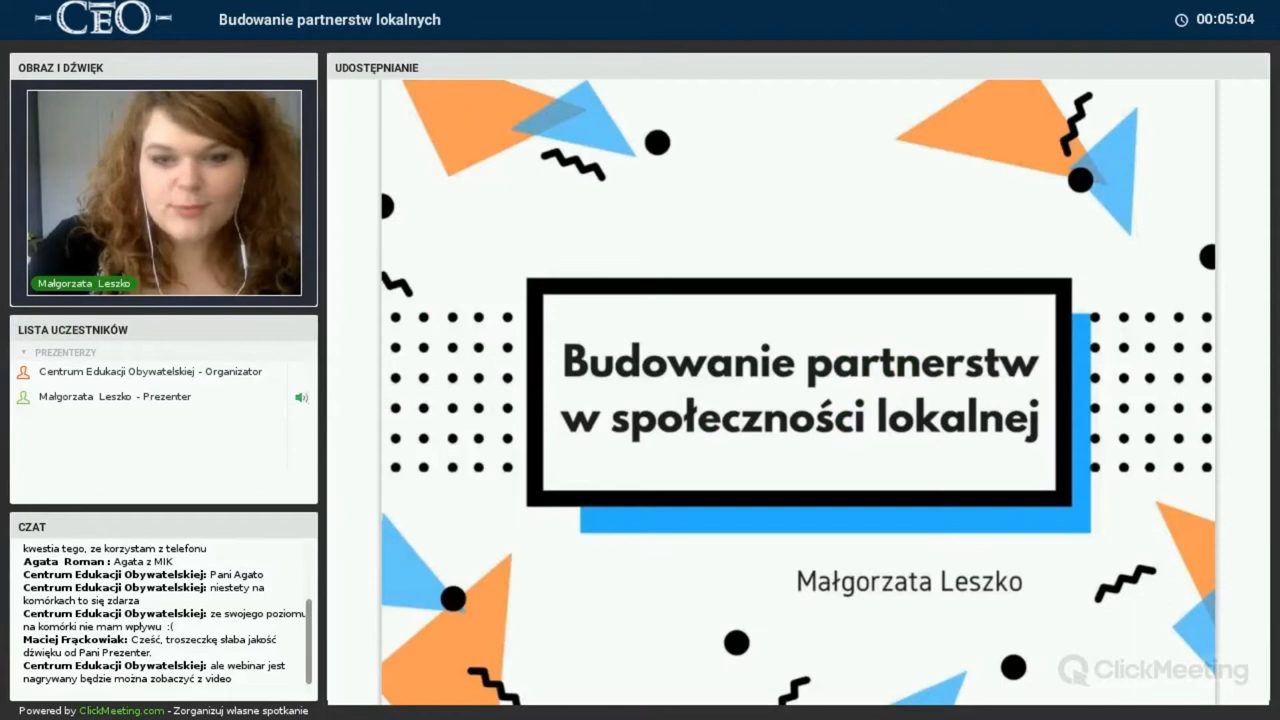 CEO
Budowanie partnerstw lokalnych
00:05:04
OBRAZ I DŹWIĘK
Małgorzata Leszko
LISTA UCZESTNIKÓW
PREZENTERZY
Centrum Edukacji Obywatelskiej - Organizator
Małgorzata Leszko - Prezenter
CZAT
kwestia tego, ze korzystam z telefonu
Agata Roman : Agata z MIK
Centrum Edukacji Obywatelskiej: Pani Agato
Centrum Edukacji Obywatelskiej: niestety na
komórkach to się zdarza
Centrum Edukacji Obywatelskiej: ze swojego poziomu
na komórki nie mam wpływu :(
Maciej Frąckowiak: Cześć, troszeczkę słaba jakość
dźwięku od Pani Prezenter.
Centrum Edukacji Obywatelskiej: ale webinar jest
nagrywany będzie można zobaczyć z video
Powered by ClickMeeting.com - Zorganizuj własne spotkanie
UDOSTĘPNIANIE
Budowanie partnerstw
w społeczności lokalnej
Małgorzata Leszko
ClickMeeting